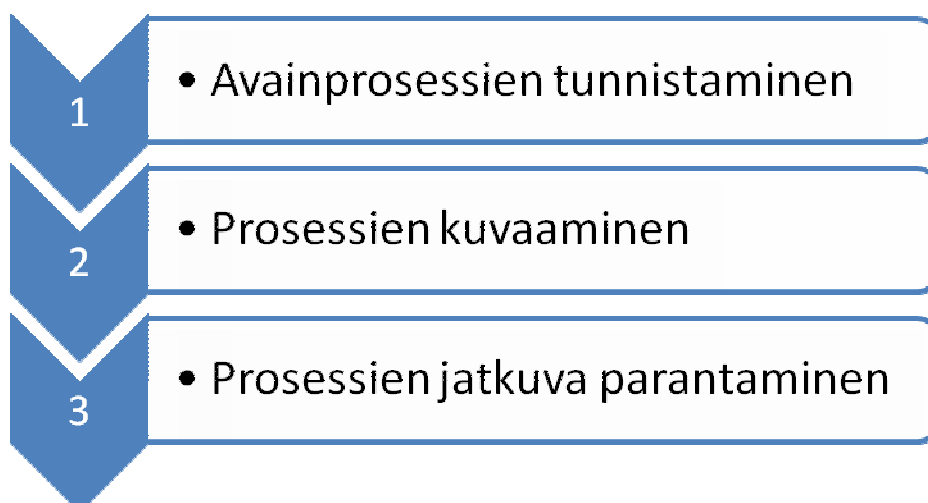 1
• Avainprosessien tunnistaminen
2
• Prosessien kuvaaminen
3
• Prosessien jatkuva parantaminen